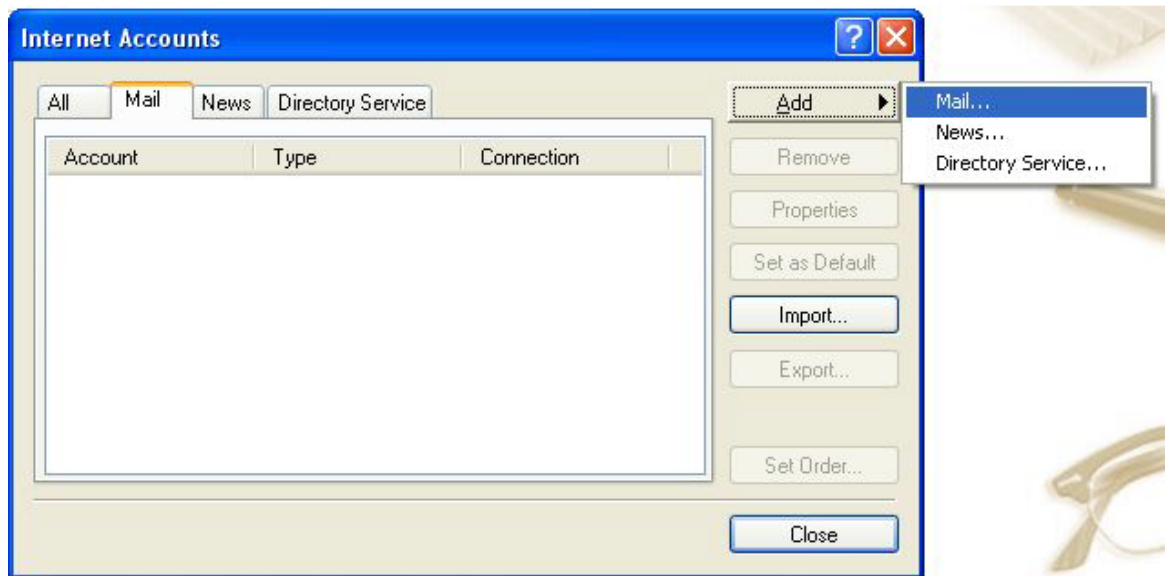 Internet Accounts
All Mail News Directory Service
Account Type Connection
Add
Remove
Properties
Set as Default
Import...
Export...
Set Order...
Close
Mail...
News...
Directory Service...